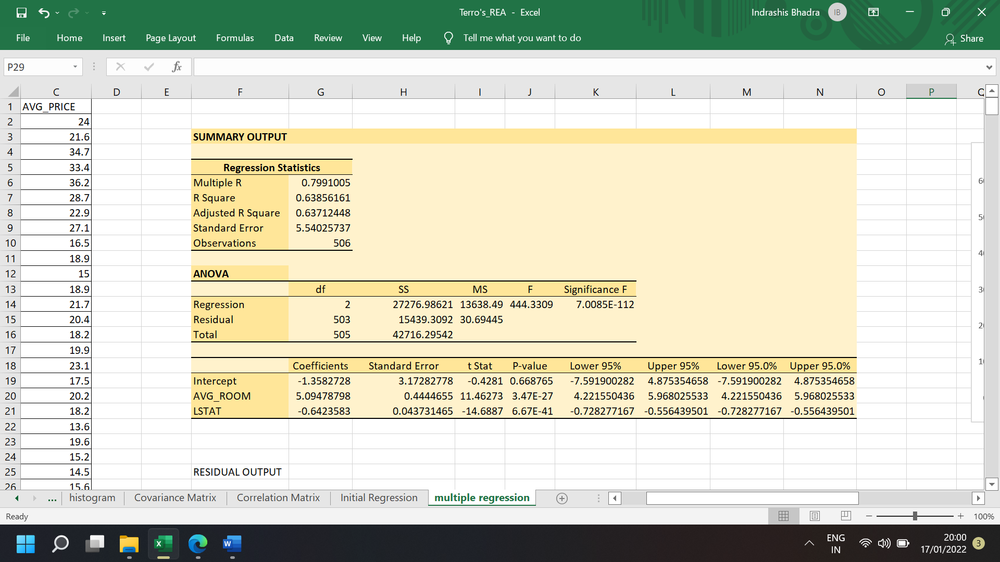 Terro's_REA - Excel
Indrashis Bhadra IB
File Home Insert Page Layout Formulas Data Review View Help Tell me what you want to do Share
P29 fx
C D E F G H I J K L M N O P Q
1 AVG_PRICE
2 24
3 21.6 SUMMARY OUTPUT
4 34.7
5 33.4 Regression Statistics
6 36.2 Multiple R 0.7991005
7 28.7 R Square 0.63856161
8 22.9 Adjusted R Square 0.63712448
9 27.1 Standard Error 5.54025737
10 16.5 Observations 506
11 18.9
12 15 ANOVA
13 18.9 df SS MS F Significance F
14 21.7 Regression 2 27276.98621 13638.49 444.3309 7.0085E-112
15 20.4 Residual 503 15439.3092 30.69445
16 18.2 Total 505 42716.29542
17 19.9
18 23.1 Coefficients Standard Error t Stat P-value Lower 95% Upper 95% Lower 95.0% Upper 95.0%
19 17.5 Intercept -1.3582728 3.17282778 -0.4281 0.668765 -7.591900282 4.875354658 -7.591900282 4.875354658
20 20.2 AVG_ROOM 5.09478798 0.4444655 11.46273 3.47E-27 4.221550436 5.968025533 4.221550436 5.968025533
21 18.2 LSTAT -0.6423583 0.043731465 -14.6887 6.67E-41 -0.728277167 -0.556439501 -0.728277167 -0.556439501
22 13.6
23 19.6
24 15.2
25 14.5 RESIDUAL OUTPUT
26 15.6
... histogram Covariance Matrix Correlation Matrix Initial Regression multiple regression
Ready 100%
ENG 20:00
IN 17/01/2022 3